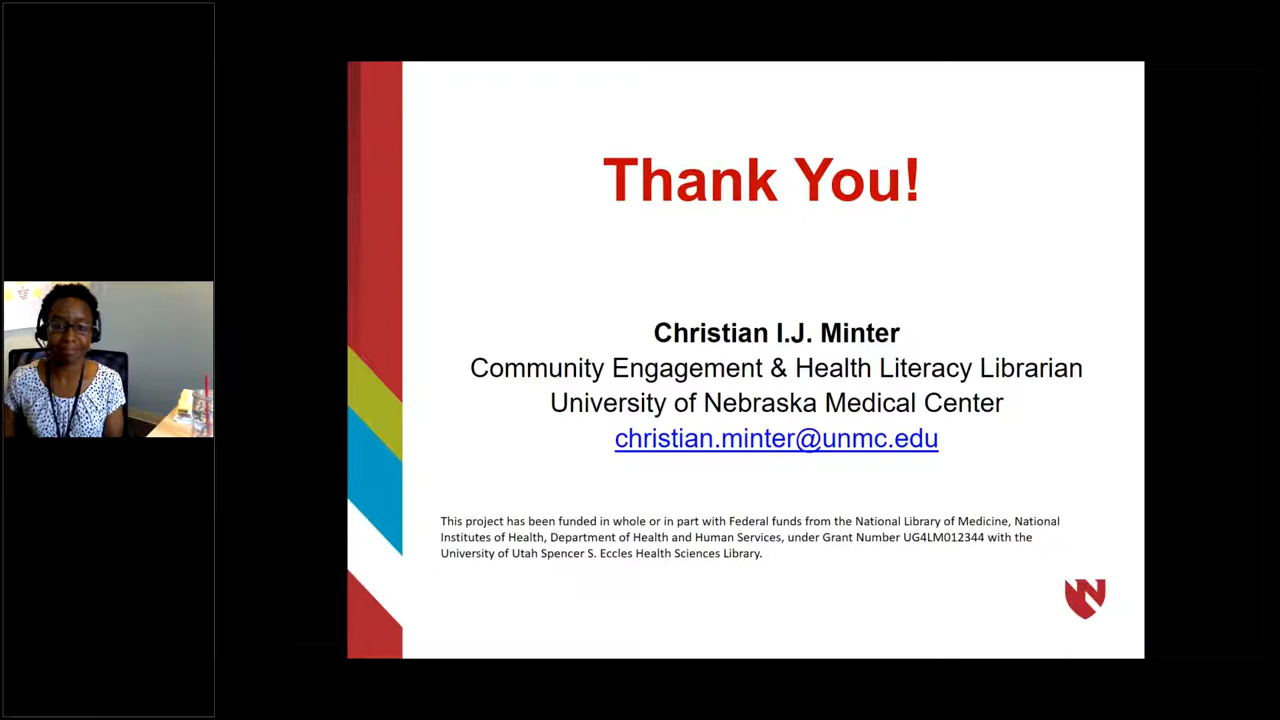 Thank You!
Christian I.J. Minter
Community Engagement & Health Literacy Librarian
University of Nebraska Medical Center
christian.minter@unmc.edu
This project has been funded in whole or in part with Federal funds from the National Library of Medicine, National
Institutes of Health, Department of Health and Human Services, under Grant Number UG4LM012344 with the
University of Utah Spencer S. Eccles Health Sciences Library.